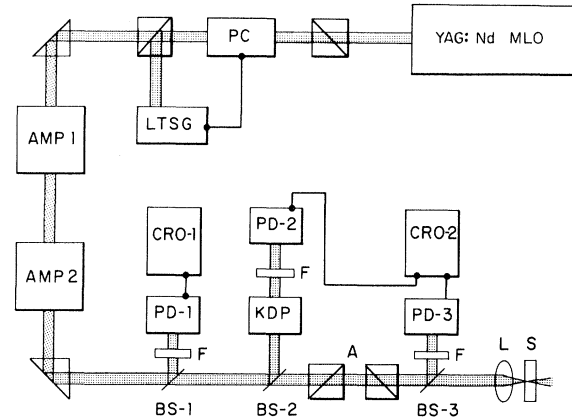 YAG: Nd MLO
PC
LTSG
AMP 1
AMP 2
CRO-1
PD-2
CRO-2
F
PD-1
KDP
PD-3
F
A
F
L
S
BS-1
BS-2
BS-3